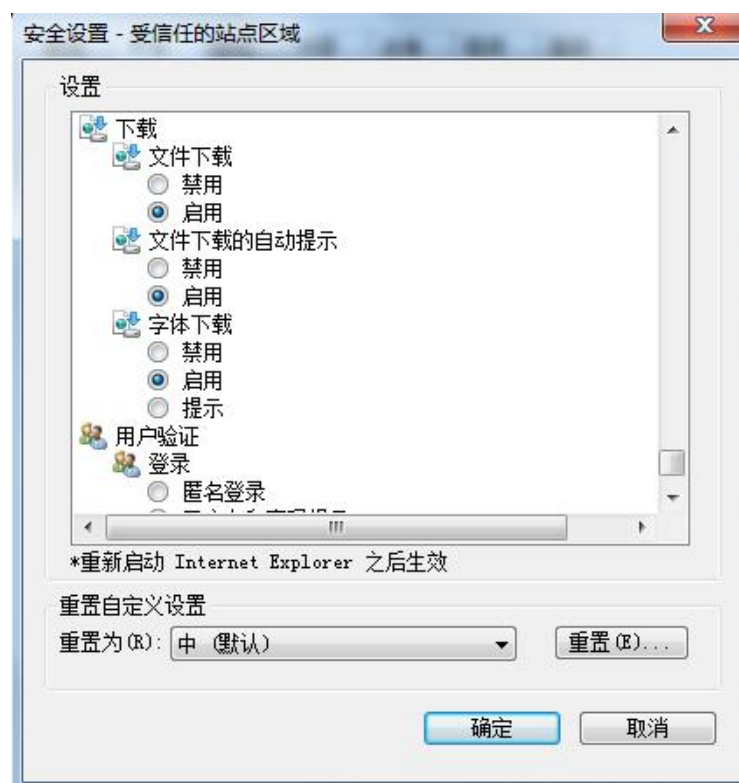 安全设置 - 受信任的站点区域
设置
下载
文件下载
禁用
启用
文件下载的自动提示
禁用
启用
字体下载
禁用
启用
提示
用户验证
登录
匿名登录
*重新启动 Internet Explorer 之后生效
重置自定义设置
重置为(R): 中 (默认) 重置(E)...
确定 取消